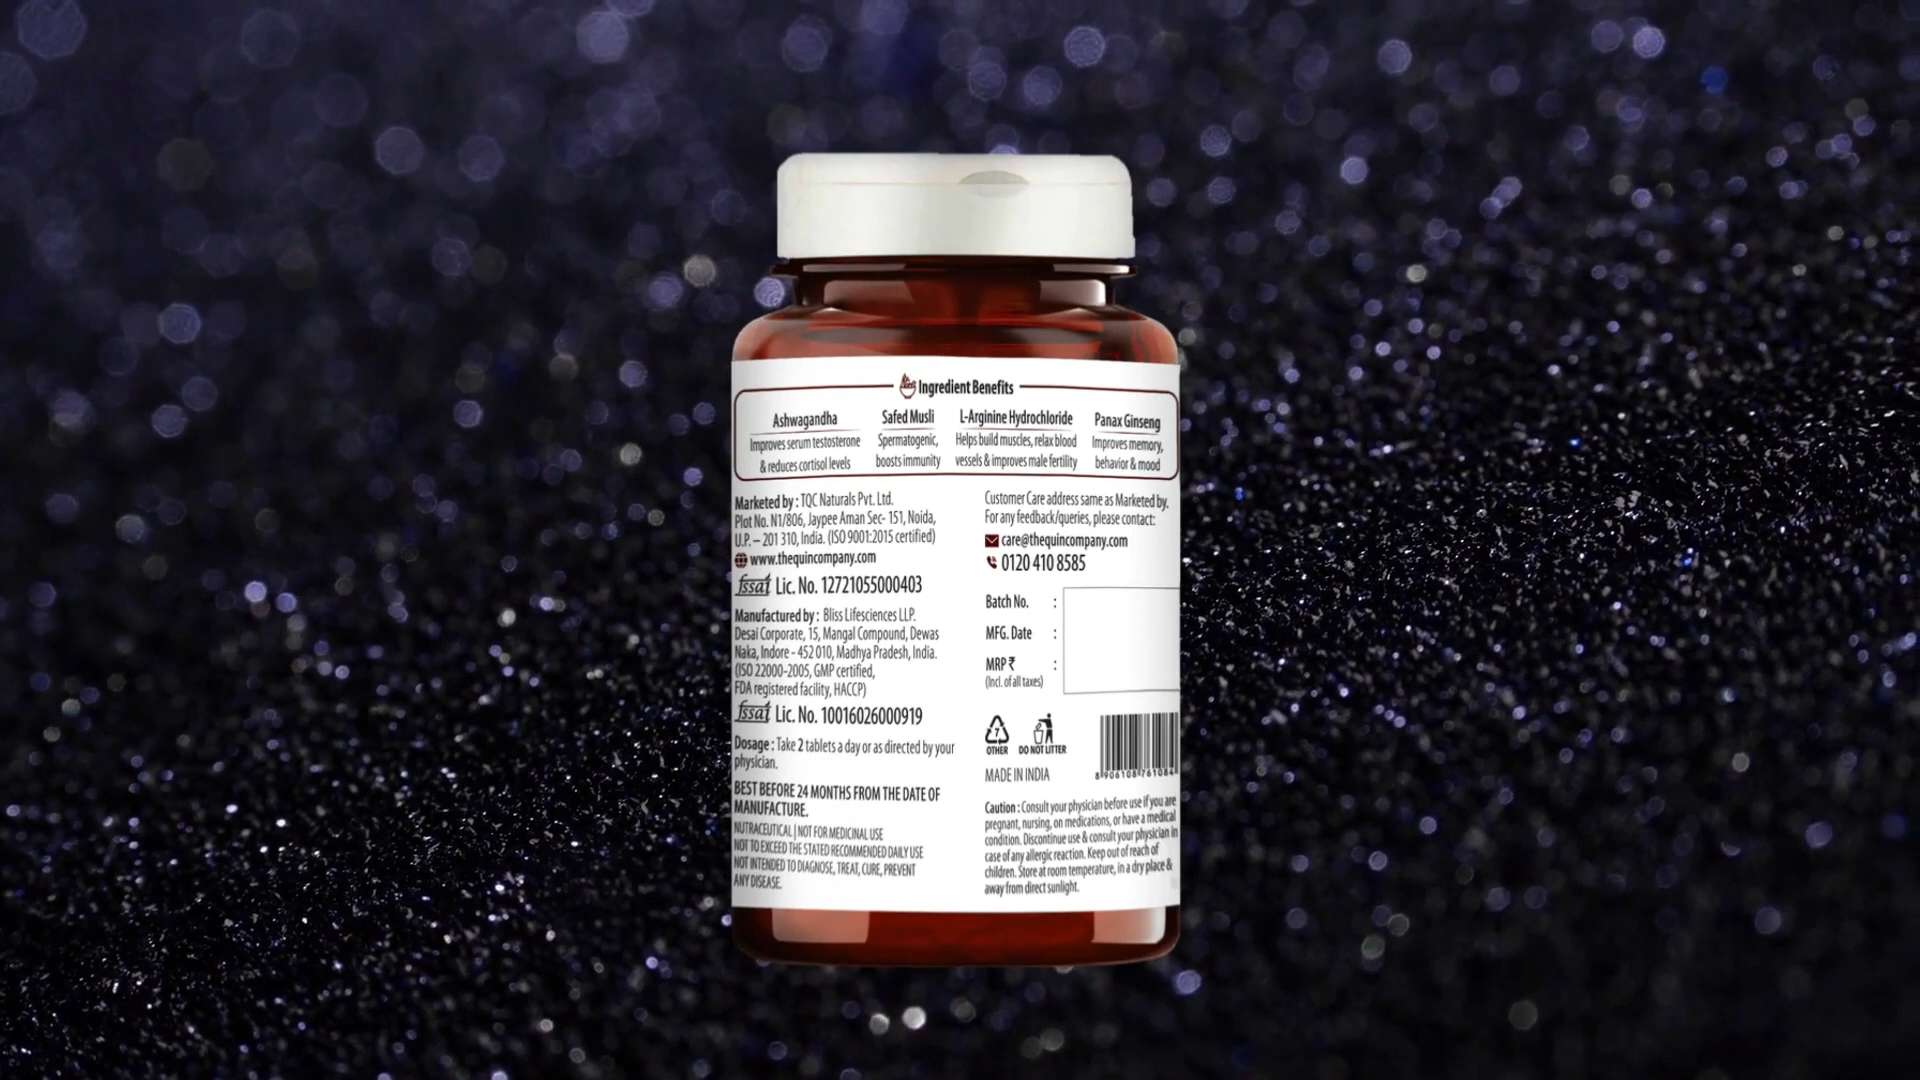 Ingredient Benefits
Ashwagandha
Improves serum testosterone
& reduces cortisol levels
Safed Musli
Spermatogenic,
boosts immunity
L-Arginine Hydrochloride
Helps build muscles, relax blood
vessels & improves male fertility
Panax Ginseng
Improves memory,
behavior & mood
Marketed by : TQC Naturals Pvt. Ltd.
Plot No. N1/806, Jaypee Aman Sec- 151, Noida,
U.P. – 201 310, India. (ISO 9001:2015 certified)
www.thequincompany.com
fssai Lic. No. 12721055000403
Manufactured by : Bliss Lifesciences LLP.
Desai Corporate, 15, Mangal Compound, Dewas
Naka, Indore - 452 010, Madhya Pradesh, India.
(ISO 22000-2005, GMP certified,
FDA registered facility, HACCP)
fssai Lic. No. 10016026000919
Dosage : Take 2 tablets a day or as directed by your
physician.
BEST BEFORE 24 MONTHS FROM THE DATE OF
MANUFACTURE.
NUTRACEUTICAL | NOT FOR MEDICINAL USE
NOT TO EXCEED THE STATED RECOMMENDED DAILY USE
NOT INTENDED TO DIAGNOSE, TREAT, CURE, PREVENT
ANY DISEASE.
Customer Care address same as Marketed by.
For any feedback/queries, please contact:
care@thequincompany.com
0120 410 8585
Batch No. :
MFG. Date :
MRP ₹ :
(Incl. of all taxes)
7
OTHER
DO NOT LITTER
MADE IN INDIA
8 906108 761084
Caution : Consult your physician before use if you are
pregnant, nursing, on medications, or have a medical
condition. Discontinue use & consult your physician in
case of any allergic reaction. Keep out of reach of
children. Store at room temperature, in a dry place &
away from direct sunlight.